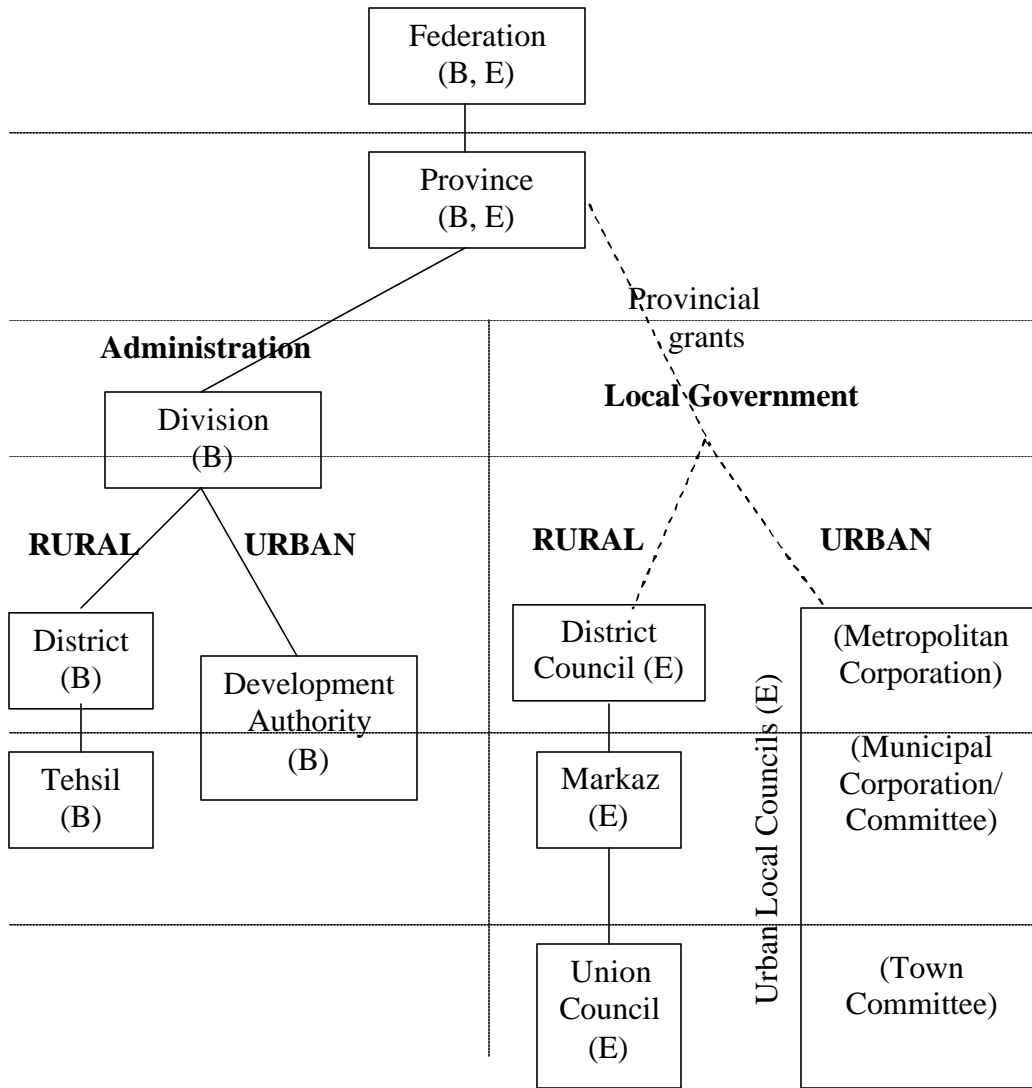 Federation
(B, E)
Province
(B, E)
Provincial
grants
Administration
Local Government
Division
(B)
RURAL
URBAN
RURAL
URBAN
District
(B)
Development
Authority
(B)
Tehsil
(B)
District
Council (E)
Markaz
(E)
Union
Council
(E)
Urban Local Councils (E)
(Metropolitan
Corporation)
(Municipal
Corporation/
Committee)
(Town
Committee)